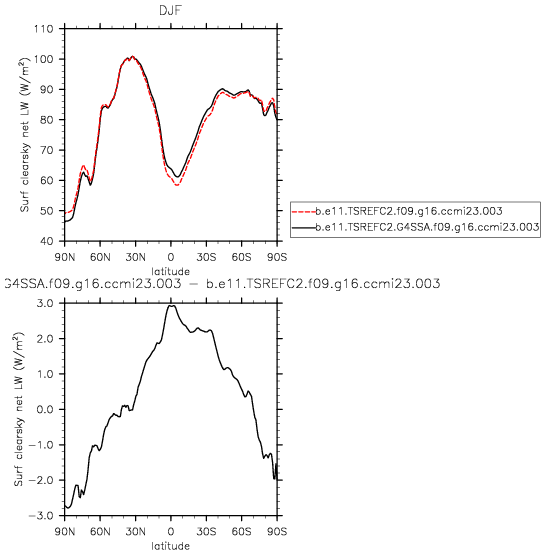 DJF
110
100
90
80
70
60
50
40
Surf clearsky net LW (W/m²)
90N 60N 30N 0 30S 60S 90S
latitude
b.e11.TSREFC2.f09.g16.ccmi23.003
b.e11.TSREFC2.G4SSA.f09.g16.ccmi23.003
G4SSA.f09.g16.ccmi23.003 − b.e11.TSREFC2.f09.g16.ccmi23.003
3.0
2.0
1.0
0.0
-1.0
-2.0
-3.0
Surf clearsky net LW (W/m²)
90N 60N 30N 0 30S 60S 90S
latitude